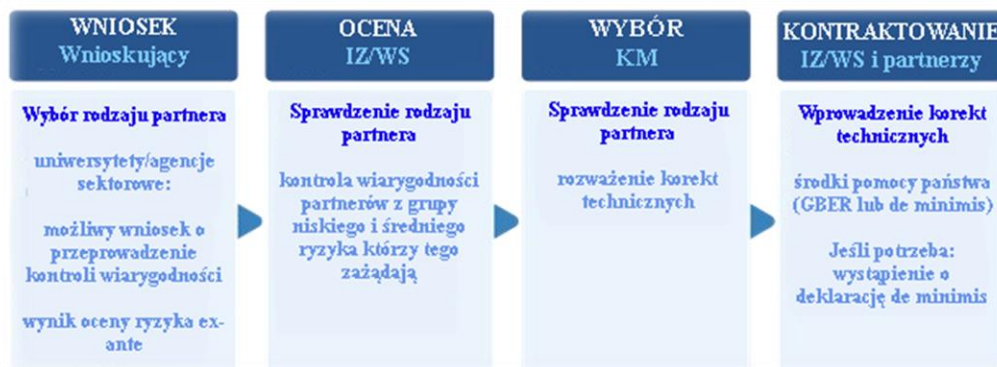 WNIOSEK
Wnioskujący
Wybór rodzaju partnera
uniwersytety/agencje
sektorowe:
możliwy wniosek o
przeprowadzenie
kontroli wiarygodności
wynik oceny ryzyka ex-
ante
OCENA
IZ/WS
Sprawdzenie rodzaju
partnera
kontrola wiarygodności
partnerów z grupy
niskiego i średniego
ryzyka którzy tego
zażądają
WYBÓR
KM
Sprawdzenie rodzaju
partnera
rozważenie korekt
technicznych
KONTRAKTOWANIE
IZ/WS i partnerzy
Wprowadzenie korekt
technicznych
środki pomocy państwa
(GBER lub de minimis)
Jeśli potrzeba:
wystąpienie o
deklarację de minimis